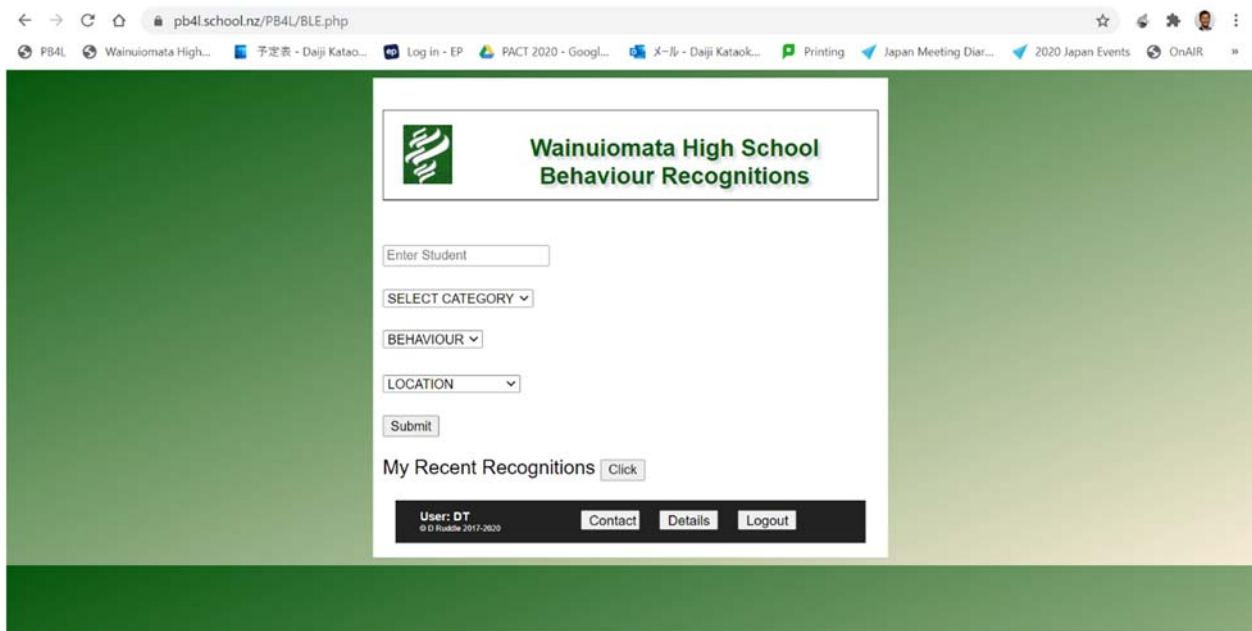 pb4l.school.nz/PB4L/BLE.php
PB4L Wainuiomata High... 予定表 - Daiji Katao... ep Log in - EP PACT 2020 - Googl... メール - Daiji Kataok... Printing Japan Meeting Diar... 2020 Japan Events OnAIR »
Wainuiomata High School
Behaviour Recognitions
Enter Student
SELECT CATEGORY
BEHAVIOUR
LOCATION
Submit
My Recent Recognitions Click
User: DT Contact Details Logout
© D Ruddle 2017-2020